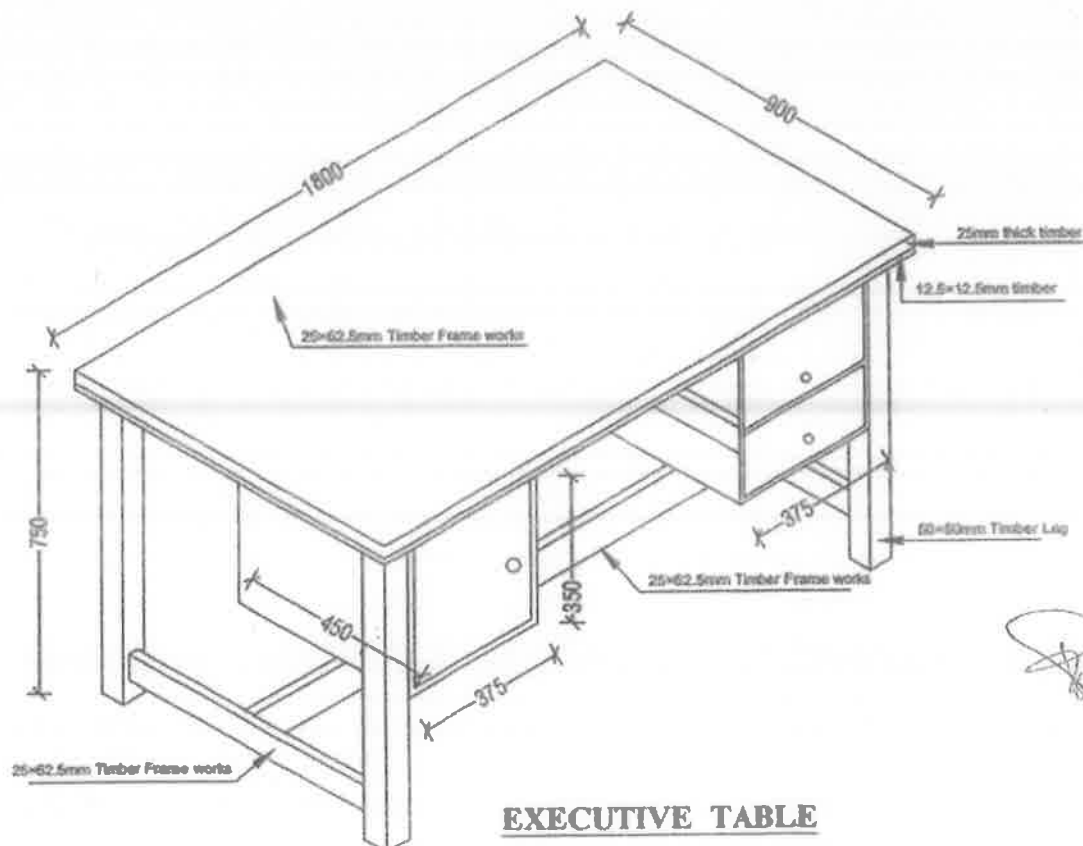 1800
900
25mm thick timber
12.5×12.5mm timber
25×62.5mm Timber Frame works
750
375
50×50mm Timber Leg
25×62.5mm Timber Frame works
350
450
375
25×62.5mm Timber Frame works
EXECUTIVE TABLE